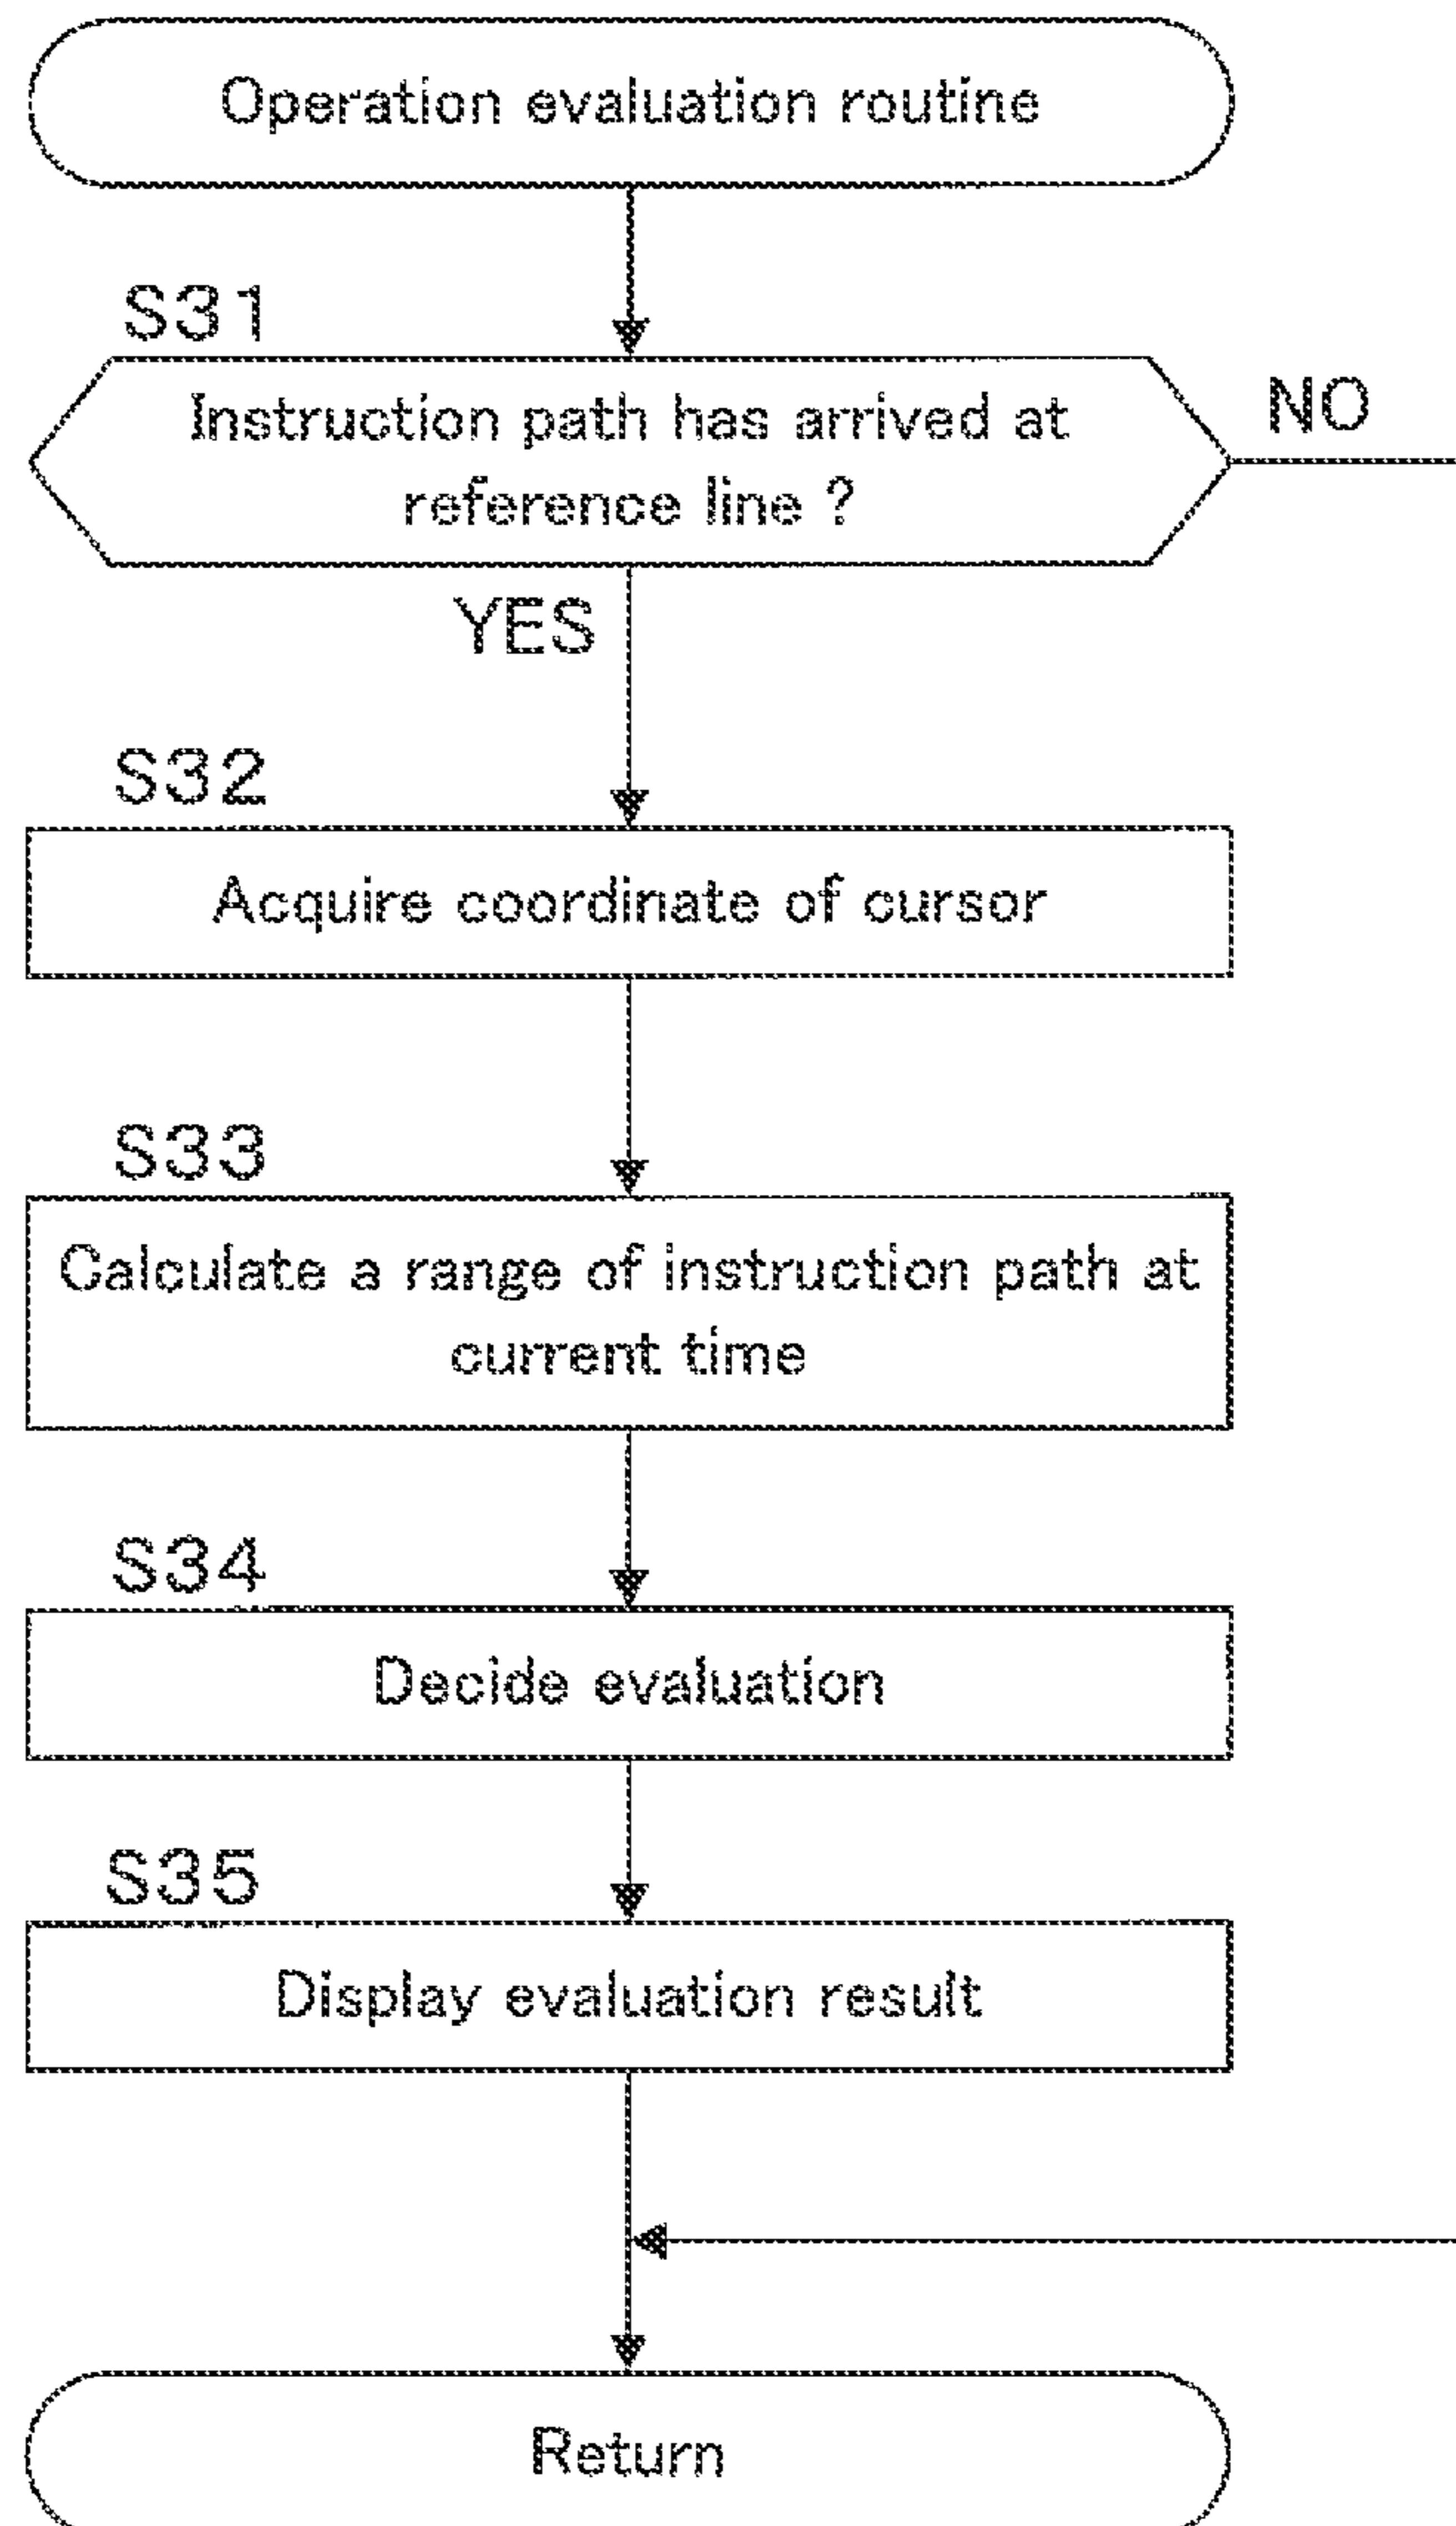 Operation evaluation routine
S31
Instruction path has arrived at
reference line ?
NO
YES
S32
Acquire coordinate of cursor
S33
Calculate a range of instruction path at
current time
S34
Decide evaluation
S35
Display evaluation result
Return